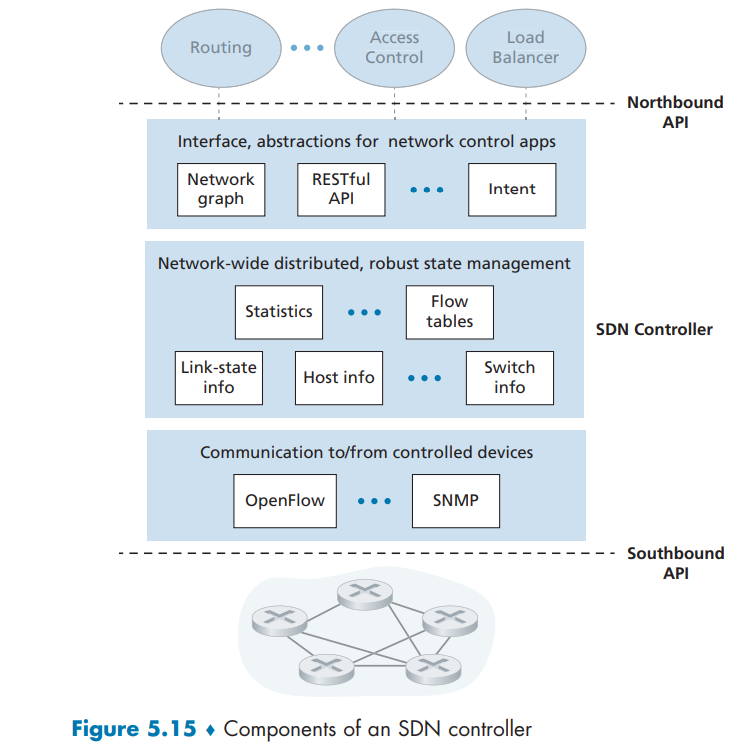 Routing
Access
Control
Load
Balancer
Northbound
API
Interface, abstractions for network control apps
Network
graph
RESTful
API
Intent
Network-wide distributed, robust state management
Statistics
Flow
tables
SDN Controller
Link-state
info
Host info
Switch
info
Communication to/from controlled devices
OpenFlow
SNMP
Southbound
API
Figure 5.15 ♦ Components of an SDN controller